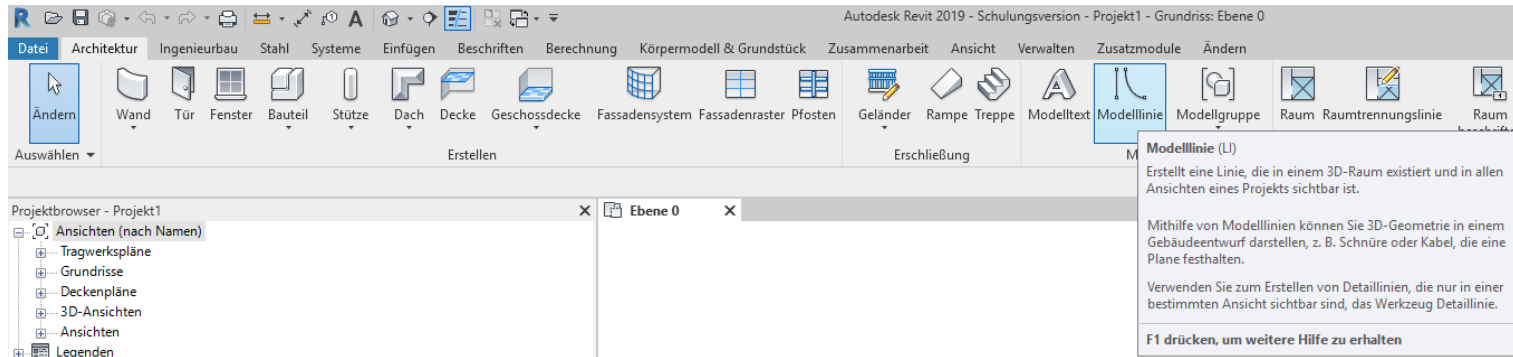 Autodesk Revit 2019 - Schulungsversion - Projekt1 - Grundriss: Ebene 0
Datei Architektur Ingenieurbau Stahl Systeme Einfügen Beschriften Berechnung Körpermodell & Grundstück Zusammenarbeit Ansicht Verwalten Zusatzmodule Ändern
Ändern Wand Tür Fenster Bauteil Stütze Dach Decke Geschossdecke Fassadensystem Fassadenraster Pfosten Geländer Rampe Treppe Modelltext Modelllinie Modellgruppe Raum Raumtrennungslinie Raum
Auswählen Erstellen Erschließung M
Modelllinie (LI)
Erstellt eine Linie, die in einem 3D-Raum existiert und in allen
Ansichten eines Projekts sichtbar ist.
Mithilfe von Modelllinien können Sie 3D-Geometrie in einem
Gebäudeentwurf darstellen, z. B. Schnüre oder Kabel, die eine
Plane festhalten.
Verwenden Sie zum Erstellen von Detaillinien, die nur in einer
bestimmten Ansicht sichtbar sind, das Werkzeug Detaillinie.
F1 drücken, um weitere Hilfe zu erhalten
Projektbrowser - Projekt1
Ebene 0
Ansichten (nach Namen)
Tragwerkspläne
Grundrisse
Deckenpläne
3D-Ansichten
Ansichten
Legenden